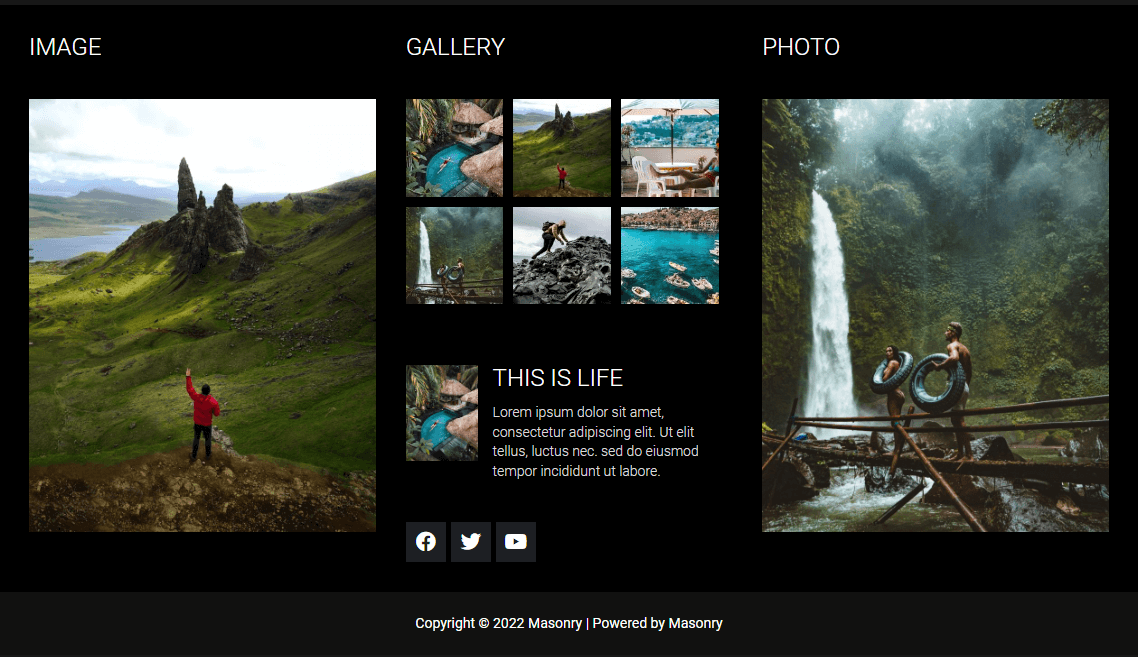 IMAGE
GALLERY
PHOTO
THIS IS LIFE
Lorem ipsum dolor sit amet,
consectetur adipiscing elit. Ut elit
tellus, luctus nec. sed do eiusmod
tempor incididunt ut labore.
Copyright © 2022 Masonry | Powered by Masonry